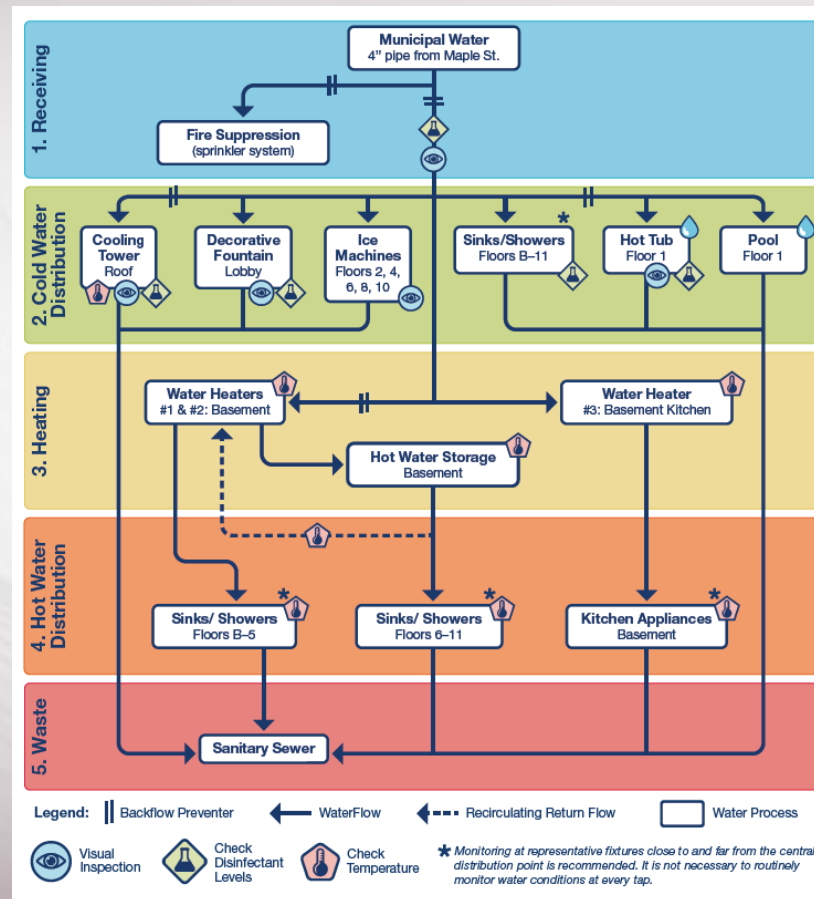 1. Receiving
Municipal Water
4” pipe from Maple St.
Fire Suppression
(sprinkler system)
2. Cold Water
Distribution
Cooling
Tower
Roof
Decorative
Fountain
Lobby
Ice
Machines
Floors 2, 4,
6, 8, 10
*
Sinks/Showers
Floors B–11
Hot Tub
Floor 1
Pool
Floor 1
3. Heating
Water Heaters
#1 & #2: Basement
Water Heater
#3: Basement Kitchen
Hot Water Storage
Basement
4. Hot Water
Distribution
*
Sinks/ Showers
Floors B–5
*
Sinks/ Showers
Floors 6–11
*
Kitchen Appliances
Basement
5. Waste
Sanitary Sewer
Legend:
Backflow Preventer
WaterFlow
Recirculating Return Flow
Water Process
Visual
Inspection
Check
Disinfectant
Levels
Check
Temperature
* Monitoring at representative fixtures close to and far from the central
distribution point is recommended. It is not necessary to routinely
monitor water conditions at every tap.